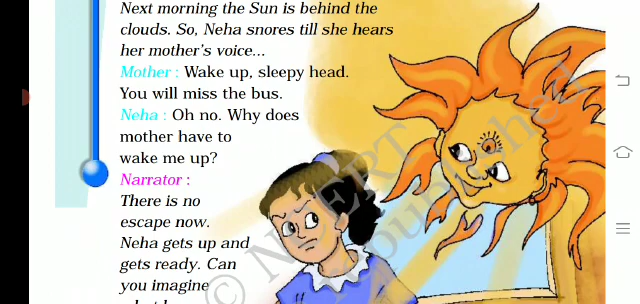 Next morning the Sun is behind the
clouds. So, Neha snores till she hears
her mother's voice...
Mother : Wake up, sleepy head.
You will miss the bus.
Neha : Oh no. Why does
mother have to
wake me up?
Narrator :
There is no
escape now.
Neha gets up and
gets ready. Can
you imagine
© NCERT